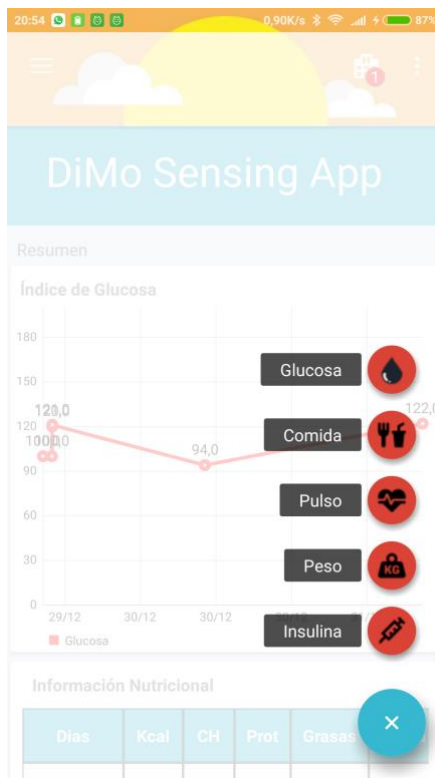 20:54 0,90K/s 87%
1
DiMo Sensing App
Resumen
Índice de Glucosa
180
150
120
90
60
30
0
100,0
94,0
122,0
29/12 30/12 30/12
Glucosa
Glucosa
Comida
Pulso
Peso
KG
Insulina
Información Nutricional
Dias Kcal CH Prot Grasas